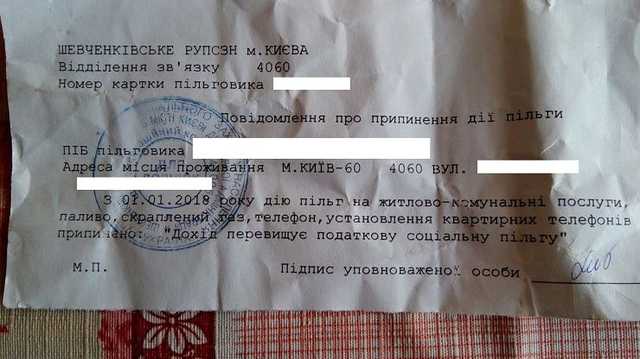 ШЕВЧЕНКІВСЬКЕ РУПСЗН м.КИЄВА
Відділення зв'язку 4060
Номер картки пільговика
Повідомлення про припинення дії пільги
ПІБ пільговика
Адреса місця проживання М.КИЇВ-60 4060 ВУЛ.
З 01.01.2018 року дію пільг на житлово-комунальні послуги,
паливо,скраплений газ,телефон,установлення квартирних телефонів
припинено: "Дохід перевищує податкову соціальну пільгу"
М.П. Підпис уповноваженої особи